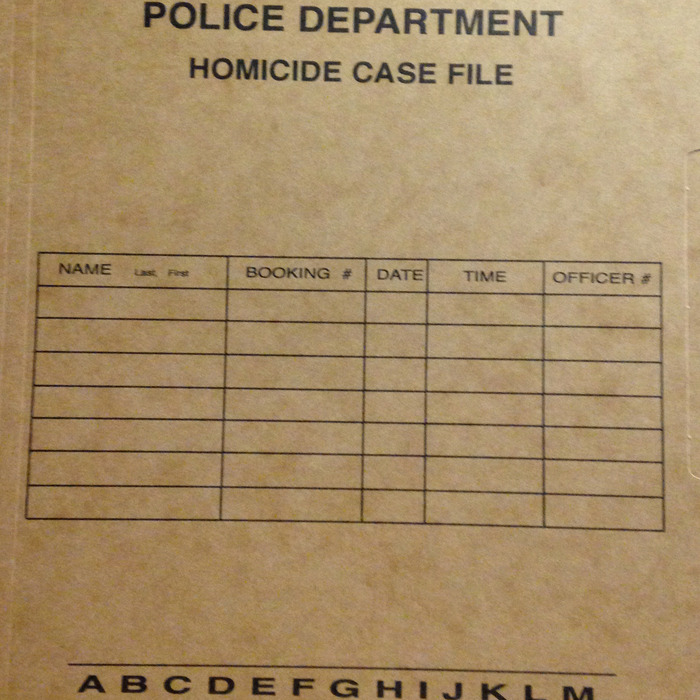 POLICE DEPARTMENT
HOMICIDE CASE FILE
NAME Last, First BOOKING # DATE TIME OFFICER #
A B C D E F G H I J K L M